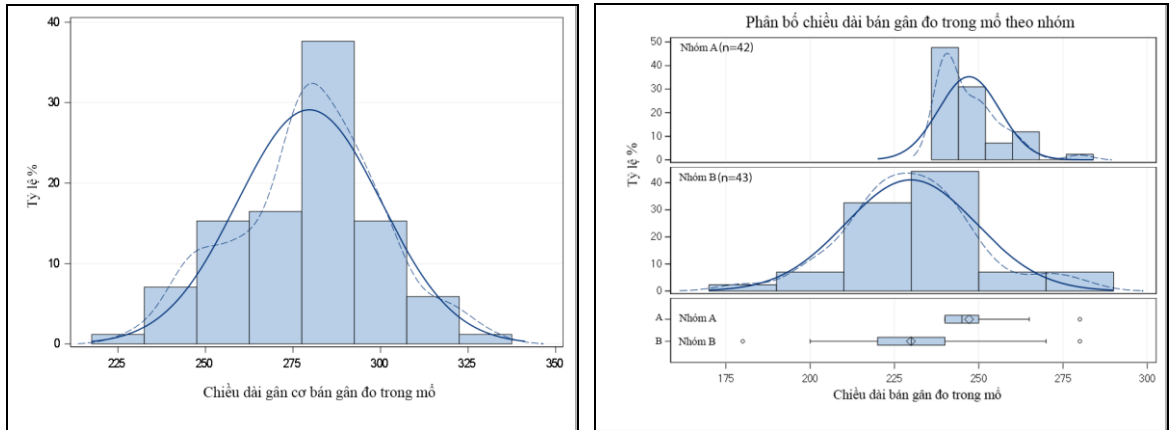 40
30
20
10
0
Tỷ lệ %
225 250 275 300 325 350
Chiều dài gân cơ bán gân đo trong mổ
Phân bố chiều dài bán gân đo trong mổ theo nhóm
Nhóm A(n=42)
50
40
30
20
10
0
Tỷ lệ %
Nhóm B(n=43)
40
30
20
10
0
A Nhóm A
B Nhóm B
175 200 225 250 275 300
Chiều dài bán gân đo trong mổ